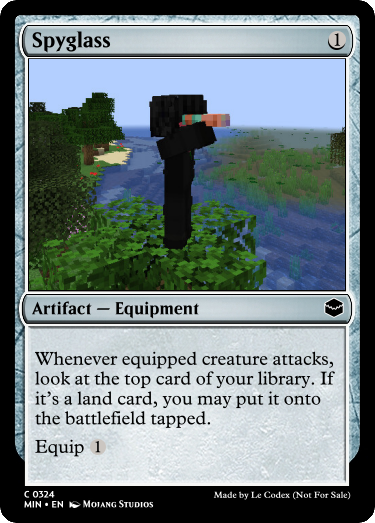 Spyglass 1
Artifact — Equipment
Whenever equipped creature attacks,
look at the top card of your library. If
it's a land card, you may put it onto
the battlefield tapped.
Equip 1
C 0324
MIN • EN Mojang Studios
Made by Le Codex (Not For Sale)